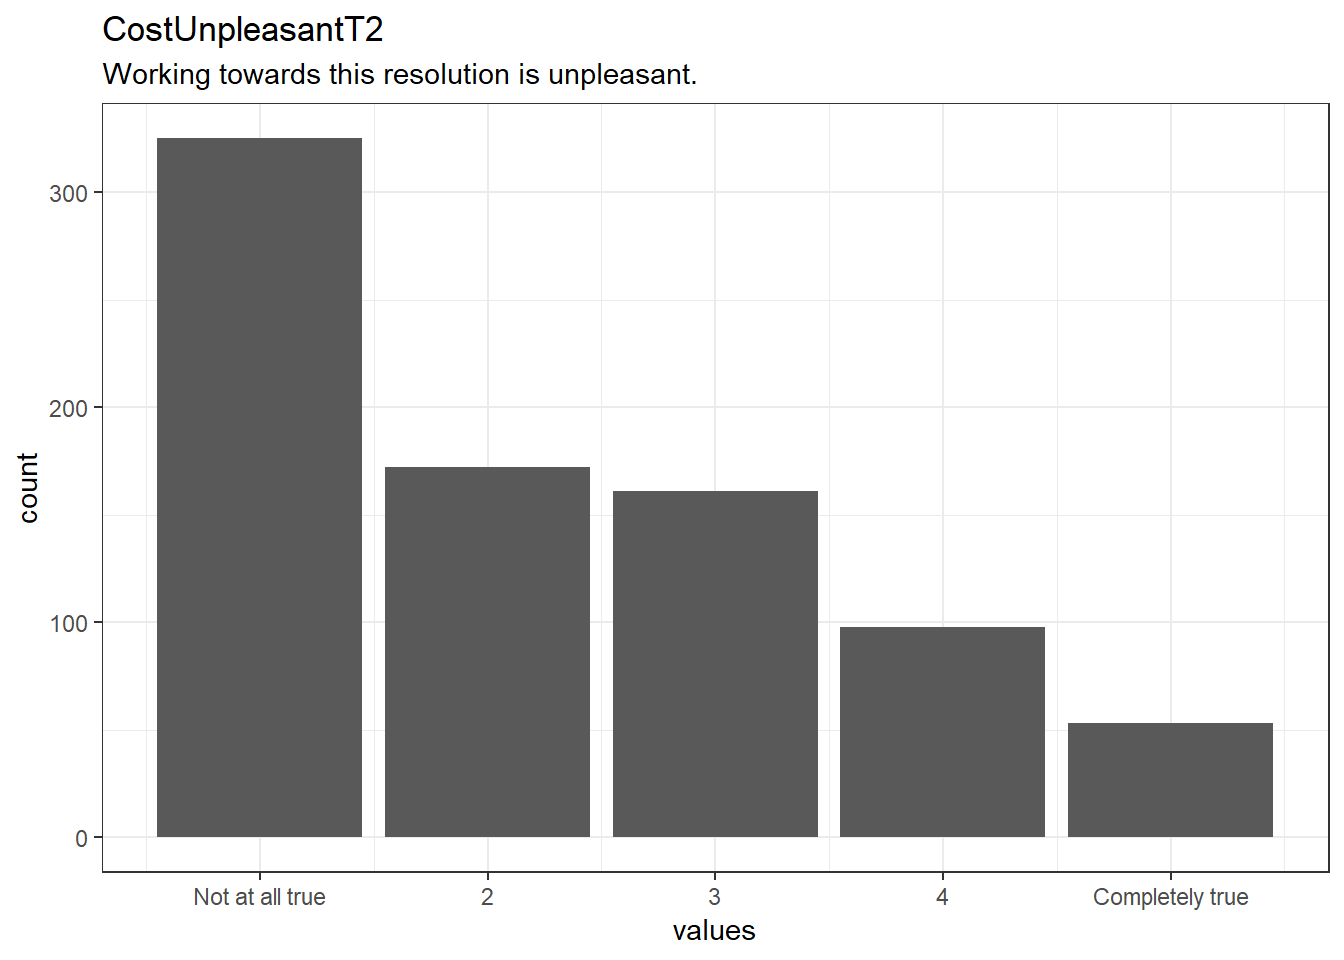 CostUnpleasantT2
Working towards this resolution is unpleasant.
300
200
100
0
count
Not at all true 2 3 4 Completely true
values